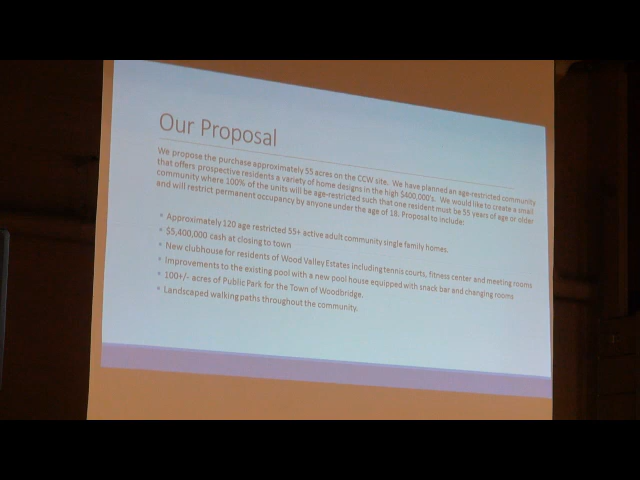 Our Proposal
We propose the purchase approximately 55 acres on the CCW site. We have planned an age-restricted community
that offers prospective residents a variety of home designs in the high $400,000's. We would like to create a small
community where 100% of the units will be age-restricted such that one resident must be 55 years of age or older
and will restrict permanent occupancy by anyone under the age of 18. Proposal to include:
• Approximately 120 age restricted 55+ active adult community single family homes.
• $5,400,000 cash at closing to town
• New clubhouse for residents of Wood Valley Estates including tennis courts, fitness center and meeting rooms
• Improvements to the existing pool with a new pool house equipped with snack bar and changing rooms
• 100+/- acres of Public Park for the Town of Woodbridge.
• Landscaped walking paths throughout the community.